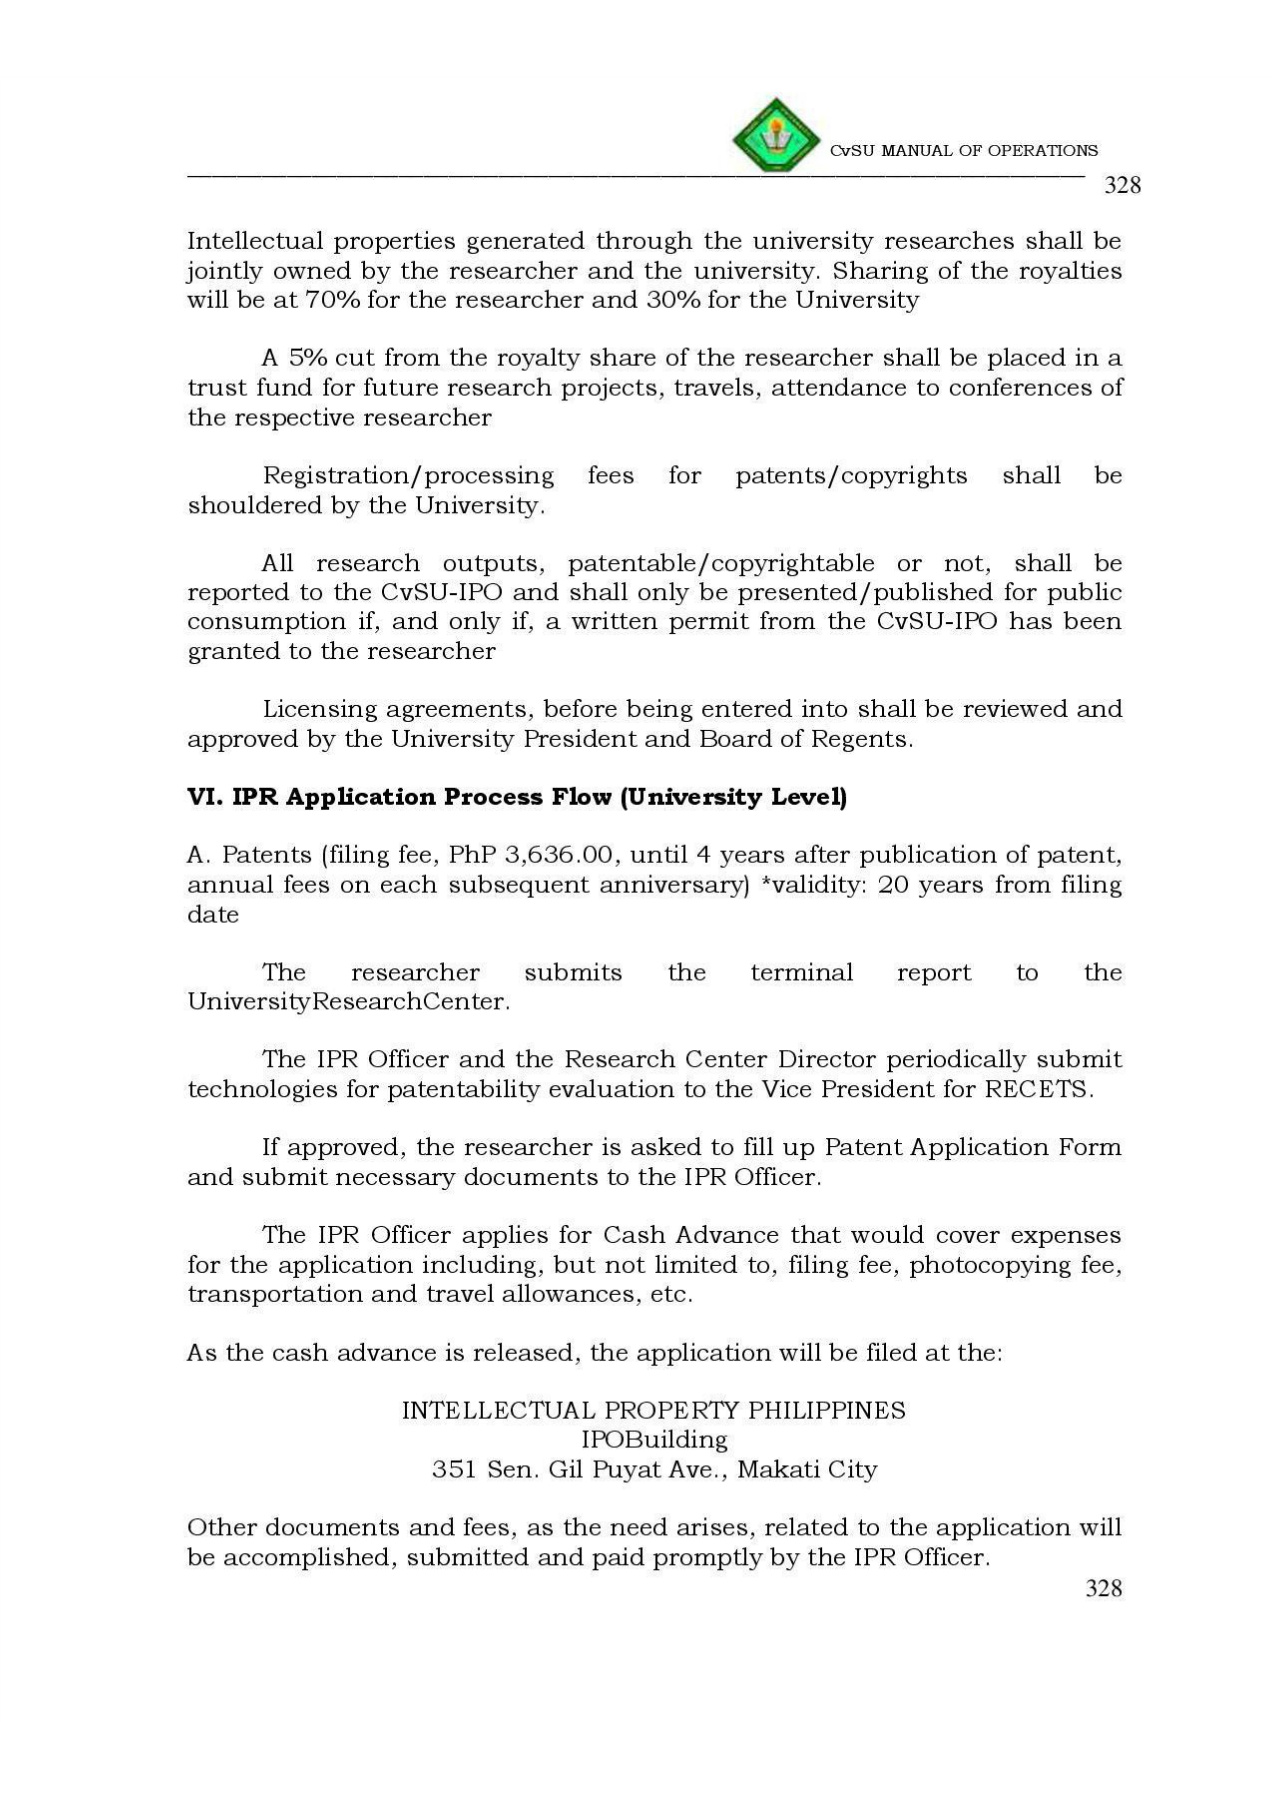 CvSU MANUAL OF OPERATIONS
328
Intellectual properties generated through the university researches shall be
jointly owned by the researcher and the university. Sharing of the royalties
will be at 70% for the researcher and 30% for the University
A 5% cut from the royalty share of the researcher shall be placed in a
trust fund for future research projects, travels, attendance to conferences of
the respective researcher
Registration/processing fees for patents/copyrights shall be
shouldered by the University.
All research outputs, patentable/copyrightable or not, shall be
reported to the CvSU-IPO and shall only be presented/published for public
consumption if, and only if, a written permit from the CvSU-IPO has been
granted to the researcher
Licensing agreements, before being entered into shall be reviewed and
approved by the University President and Board of Regents.
VI. IPR Application Process Flow (University Level)
A. Patents (filing fee, PhP 3,636.00, until 4 years after publication of patent,
annual fees on each subsequent anniversary) *validity: 20 years from filing
date
The researcher submits the terminal report to the
UniversityResearchCenter.
The IPR Officer and the Research Center Director periodically submit
technologies for patentability evaluation to the Vice President for RECETS.
If approved, the researcher is asked to fill up Patent Application Form
and submit necessary documents to the IPR Officer.
The IPR Officer applies for Cash Advance that would cover expenses
for the application including, but not limited to, filing fee, photocopying fee,
transportation and travel allowances, etc.
As the cash advance is released, the application will be filed at the:
INTELLECTUAL PROPERTY PHILIPPINES
IPOBuilding
351 Sen. Gil Puyat Ave., Makati City
Other documents and fees, as the need arises, related to the application will
be accomplished, submitted and paid promptly by the IPR Officer.
328